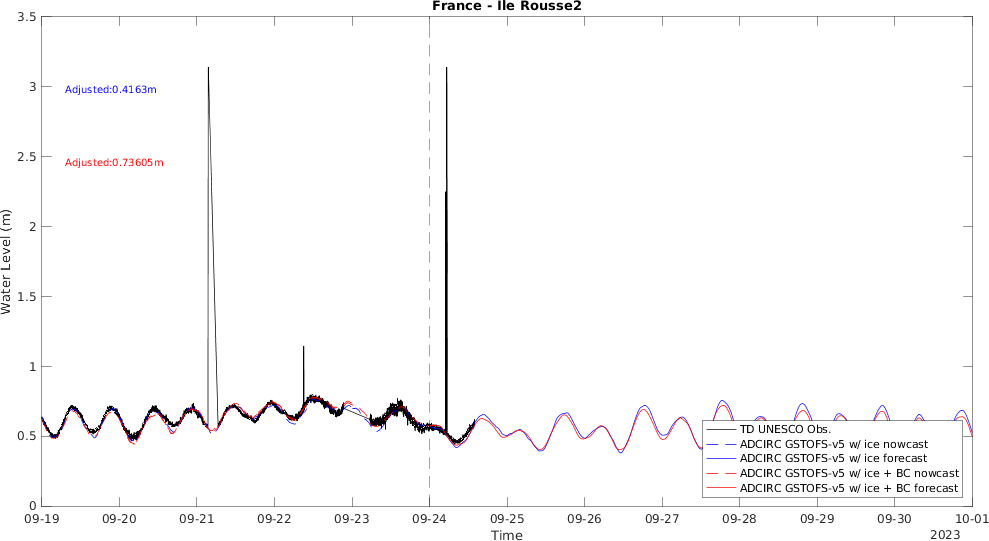 France - Ile Rousse2
3.5
3
2.5
2
1.5
1
0.5
0
Water Level (m)
Adjusted:0.4163m
Adjusted:0.73605m
TD UNESCO Obs.
ADCIRC GSTOFS-v5 w/ ice nowcast
ADCIRC GSTOFS-v5 w/ ice forecast
ADCIRC GSTOFS-v5 w/ ice + BC nowcast
ADCIRC GSTOFS-v5 w/ ice + BC forecast
09-19 09-20 09-21 09-22 09-23 09-24 09-25 09-26 09-27 09-28 09-29 09-30 10-01
Time
2023